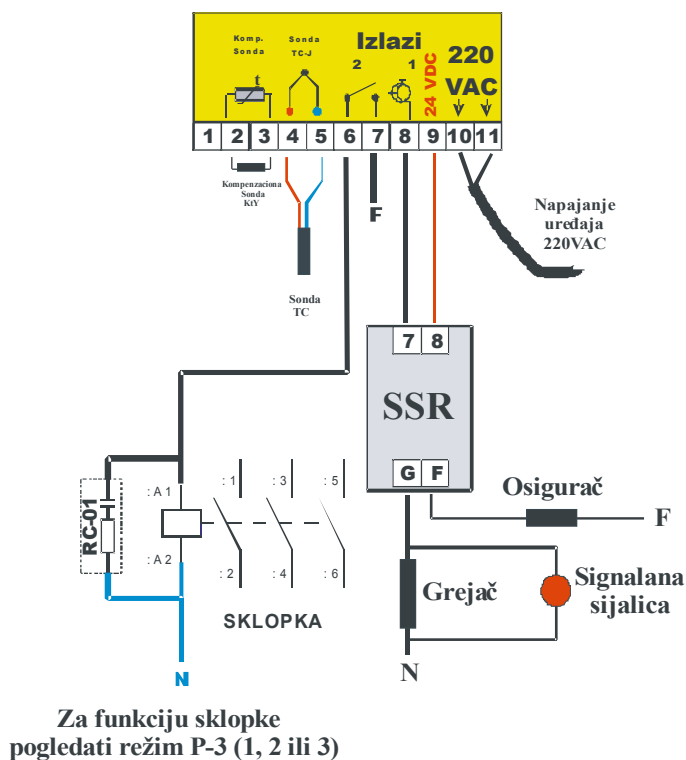 Komp. Sonda
Sonda TC-J
Izlazi
2 1
t
24 VDC
220 VAC
1 2 3 4 5 6 7 8 9 10 11
Kompenzaciona
Sonda
KtY
F
Napajanje
uređaja
220VAC
Sonda
TC
7 8
SSR
G F
Osigurač
F
RC-01
: A 1
: A 2
: 1
: 3
: 5
: 2
: 4
: 6
SKLOPKA
Grejač
Signalana
sijalica
N
N
Za funkciju sklopke
pogledati režim P-3 (1, 2 ili 3)